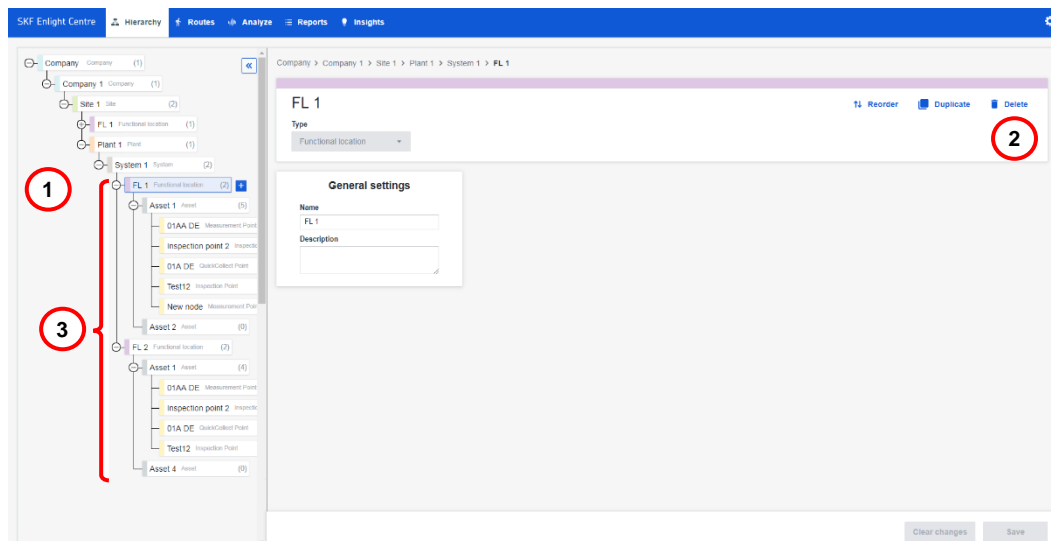 SKF Enlight Centre Hierarchy Routes Analyze Reports Insights
Company Company (1)
Company 1 Company (1)
Site 1 Site (2)
FL 1 Functional location (1)
Plant 1 Plant (1)
System 1 System (2)
1
FL 1 Functional location (2) +
Asset 1 Asset (5)
01AA DE Measurement Point
Inspection point 2 Inspectic
01A DE QuickCollect Point
Test12 Inspection Point
New node Measurement Poin
Asset 2 Asset (0)
3
FL 2 Functional location (2)
Asset 1 Asset (4)
01AA DE Measurement Point
Inspection point 2 Inspectic
01A DE QuickCollect Point
Test12 Inspection Point
Asset 4 Asset (0)
Company > Company 1 > Site 1 > Plant 1 > System 1 > FL 1
FL 1
Reorder Duplicate Delete
Type
Functional location
2
General settings
Name
FL 1
Description
Clear changes Save